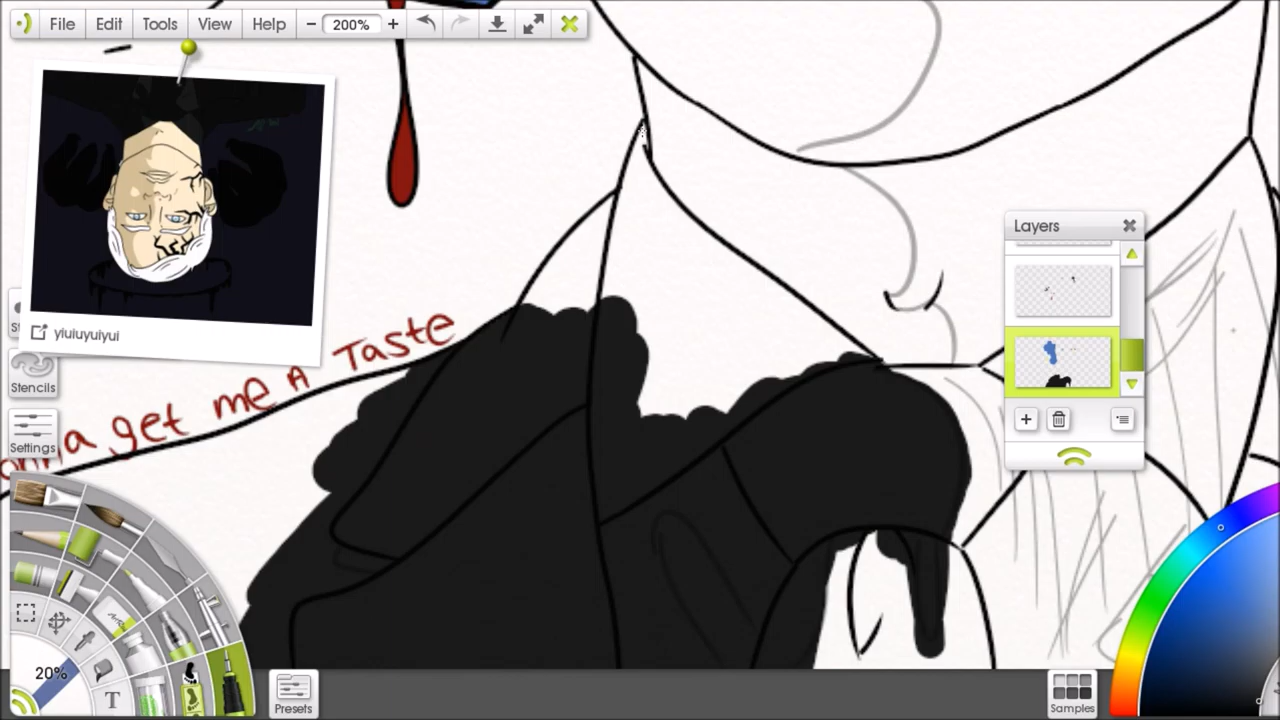 File Edit Tools View Help 200%
yiuiuyuiyui
Stencils
Settings
get me A Taste
Layers
20%
T
Presets
Samples